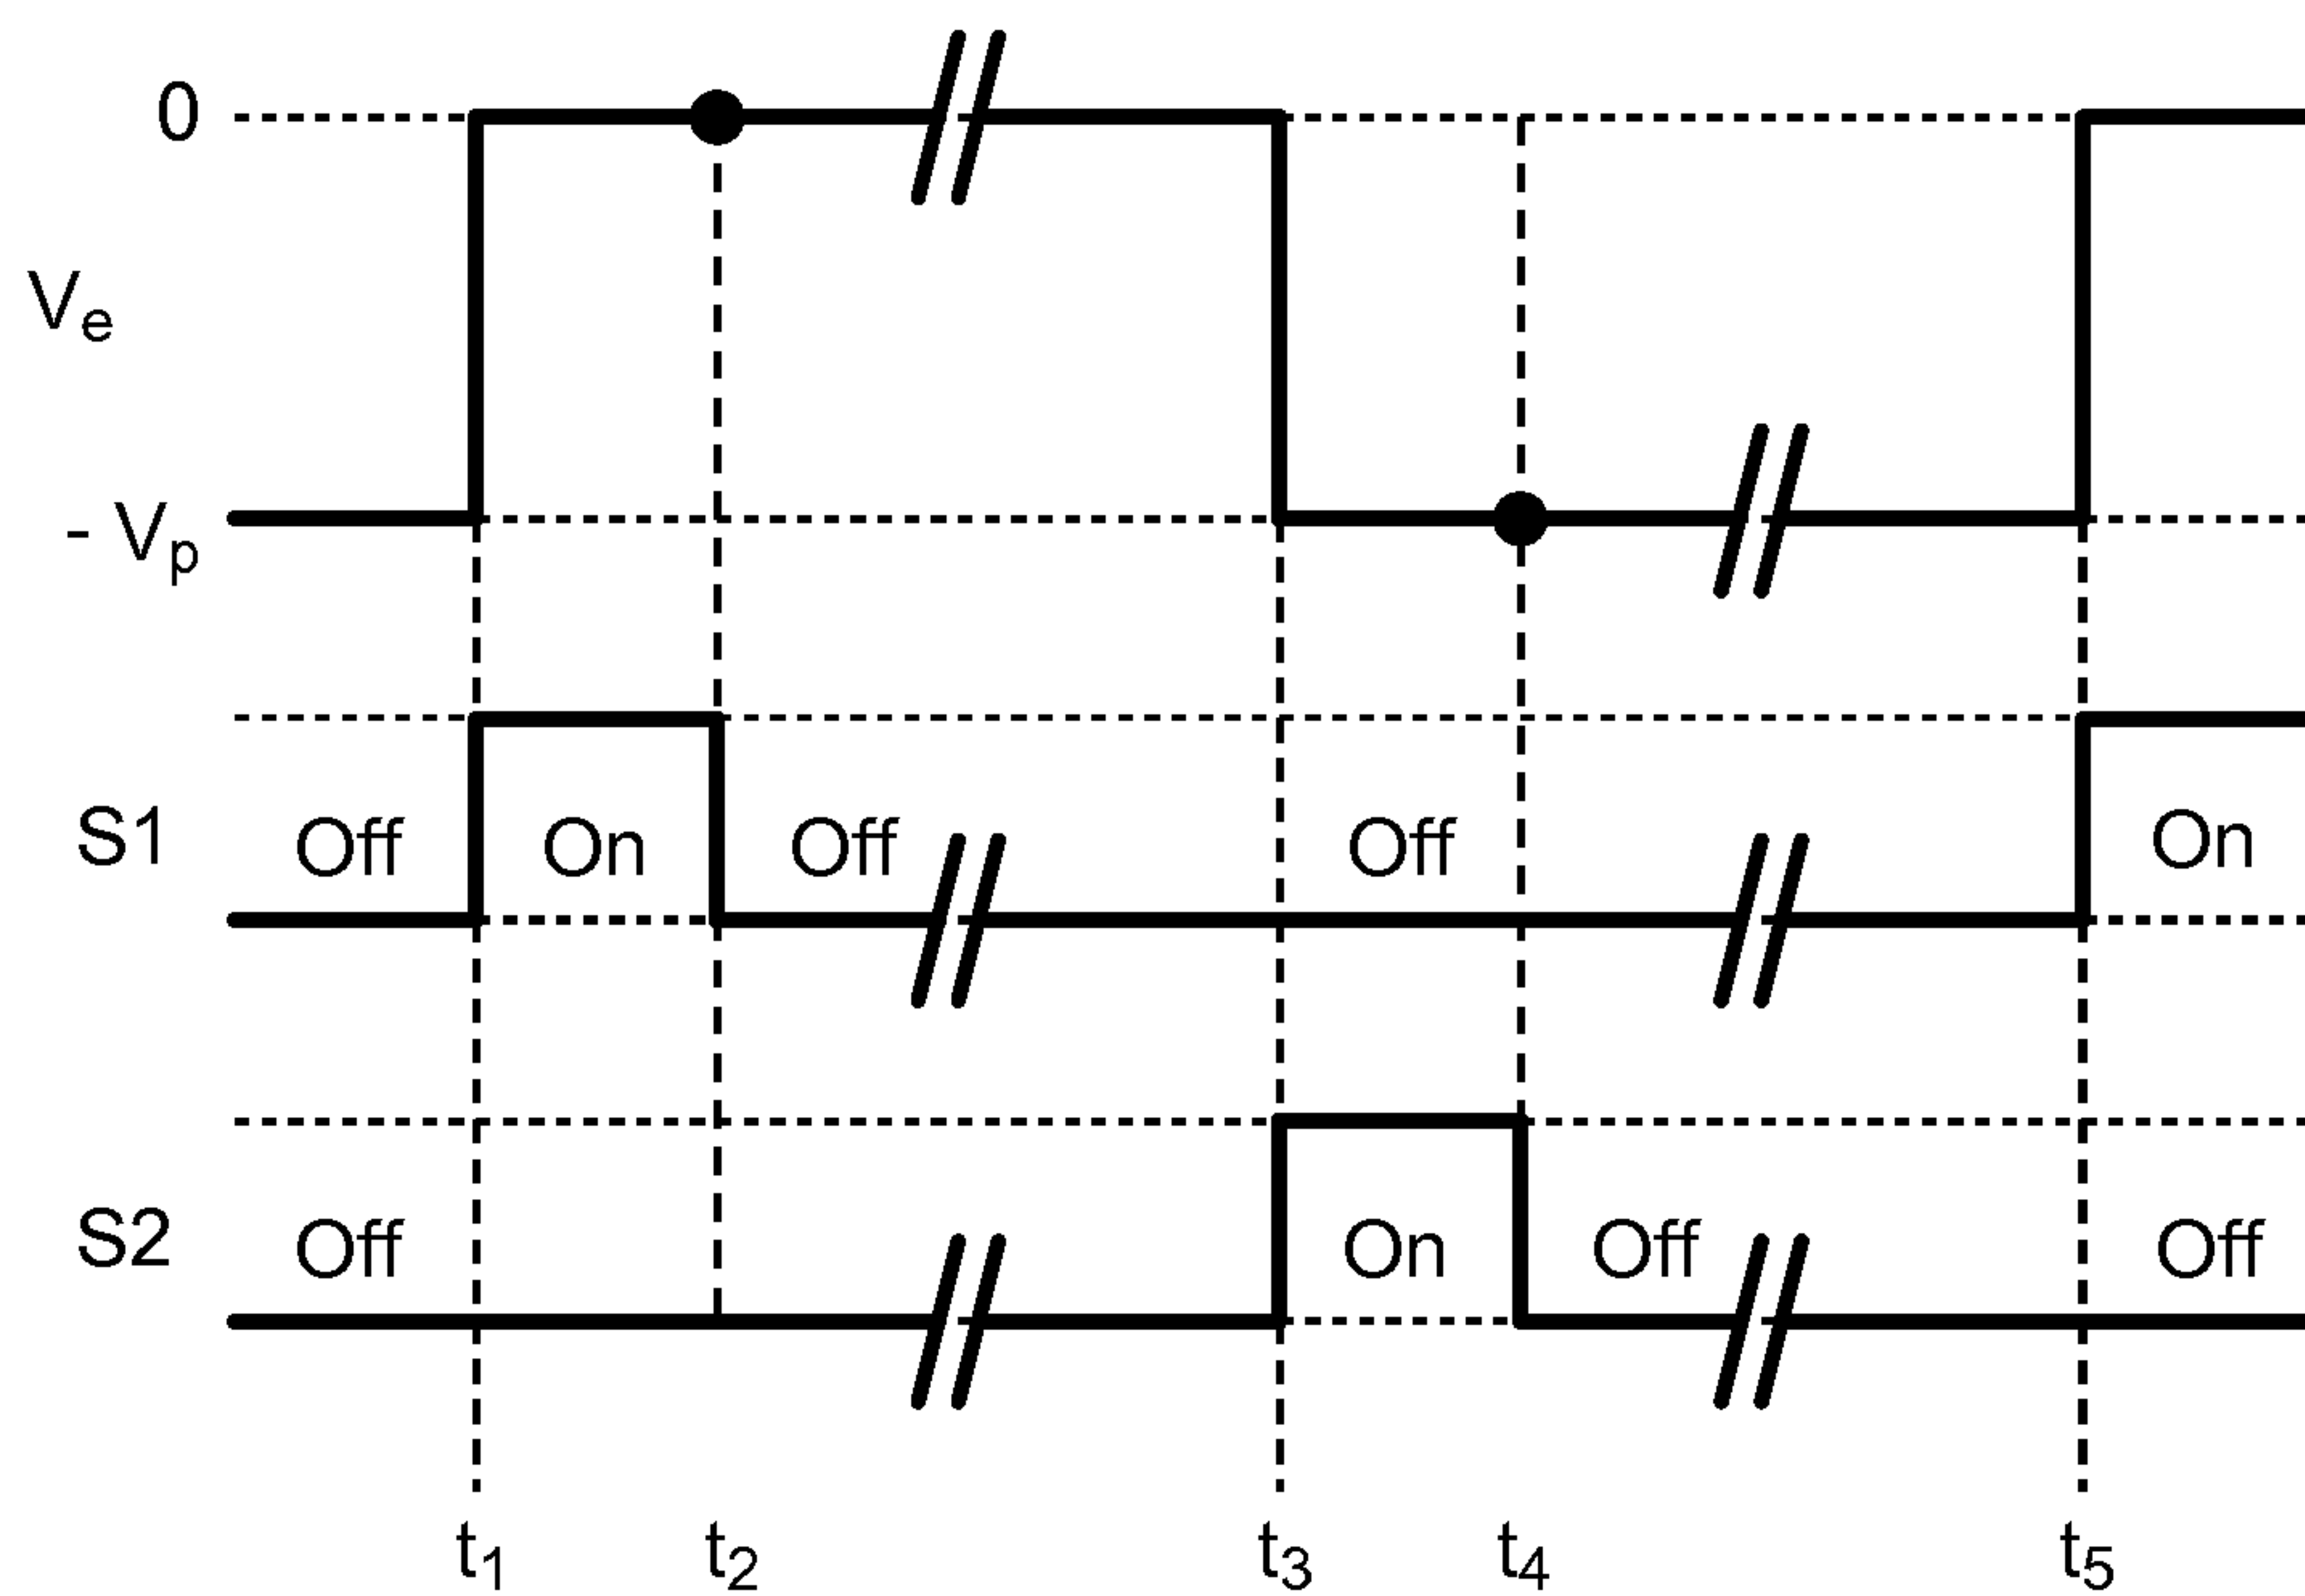 0
Vₑ
- Vₚ
S1 Off On Off Off On
S2 Off On Off Off
t₁ t₂ t₃ t₄ t₅